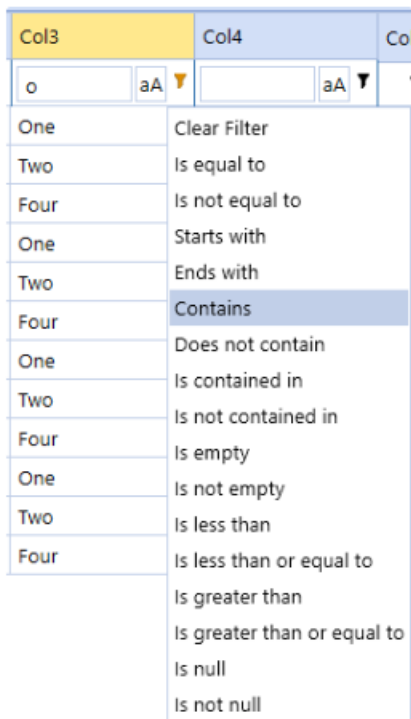 Col3 Col4 Co
o aA aA
One
Two
Four
One
Two
Four
One
Two
Four
One
Two
Four
Clear Filter
Is equal to
Is not equal to
Starts with
Ends with
Contains
Does not contain
Is contained in
Is not contained in
Is empty
Is not empty
Is less than
Is less than or equal to
Is greater than
Is greater than or equal to
Is null
Is not null